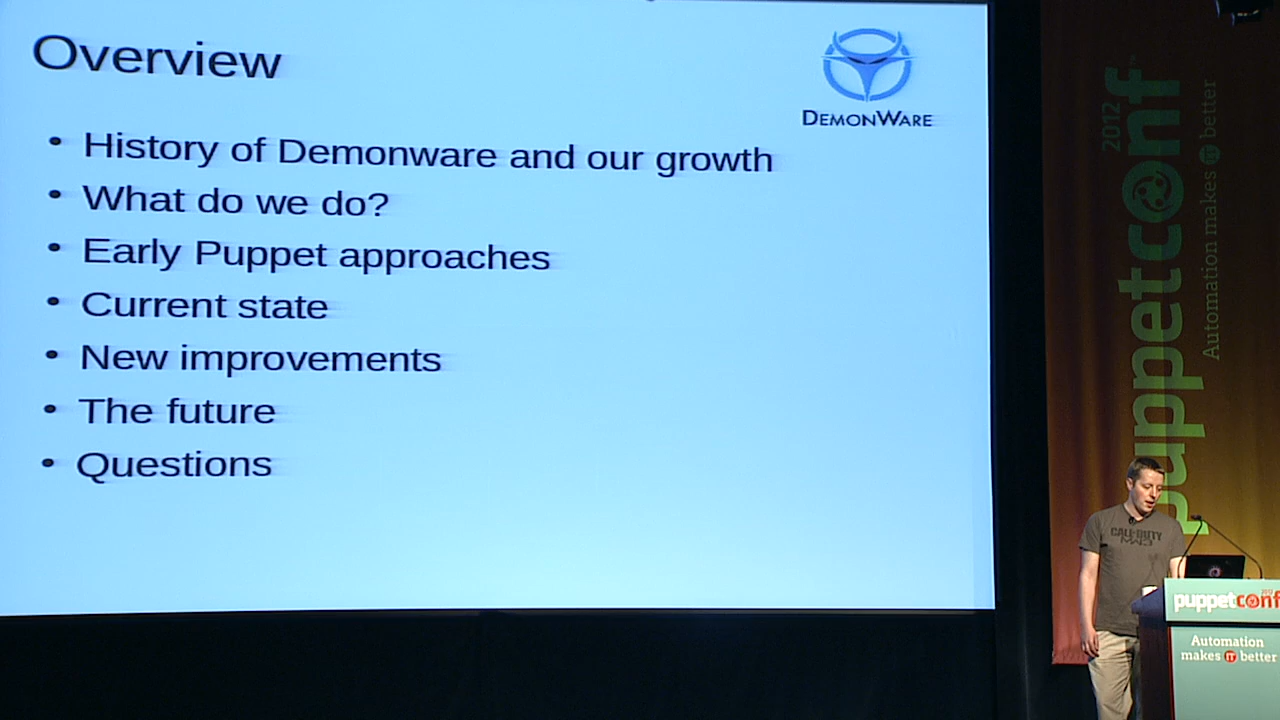 Overview
DEMONWARE
• History of Demonware and our growth
• What do we do?
• Early Puppet approaches
• Current state
• New improvements
• The future
• Questions
puppetconf 2012
Automation makes IT better
CALL OF DUTY
MW3
puppetconf 2012
Automation
makes IT better